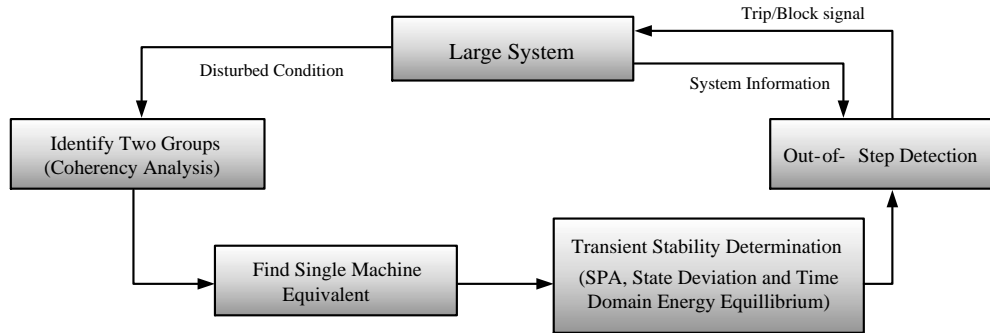 Trip/Block signal
Large System
Disturbed Condition
System Information
Identify Two Groups
(Coherency Analysis)
Out-of- Step Detection
Find Single Machine
Equivalent
Transient Stability Determination
(SPA, State Deviation and Time
Domain Energy Equillibrium)